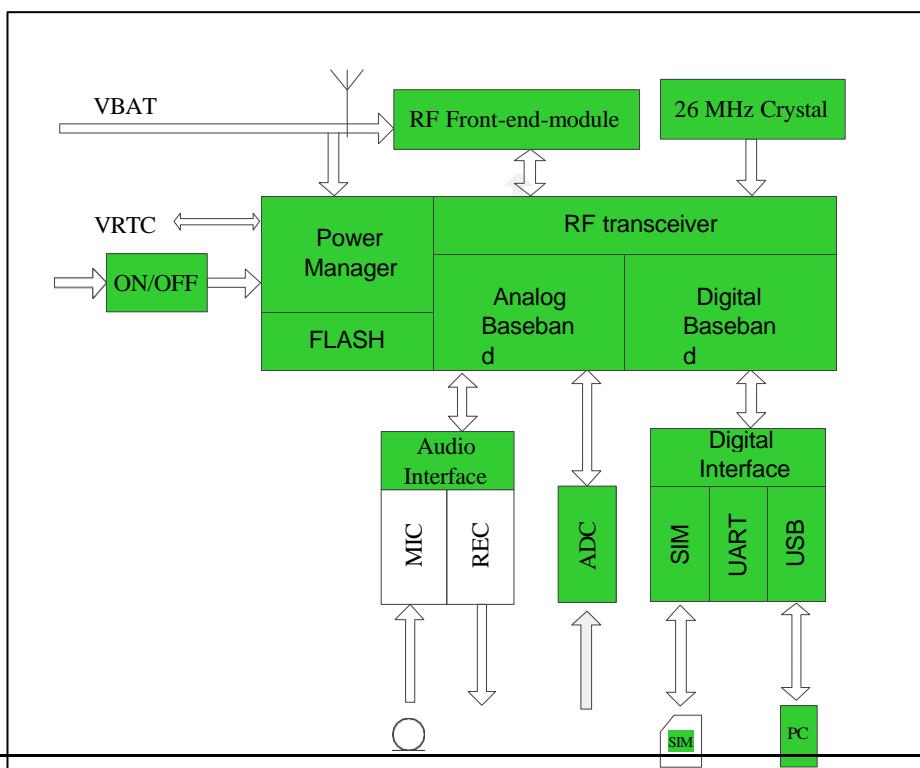 VBAT
RF Front-end-module
26 MHz Crystal
VRTC
Power
Manager
RF transceiver
ON/OFF
Analog
Baseban
d
Digital
Baseban
d
FLASH
Audio
Interface
Digital
Interface
MIC
REC
ADC
SIM
UART
USB
SIM
PC